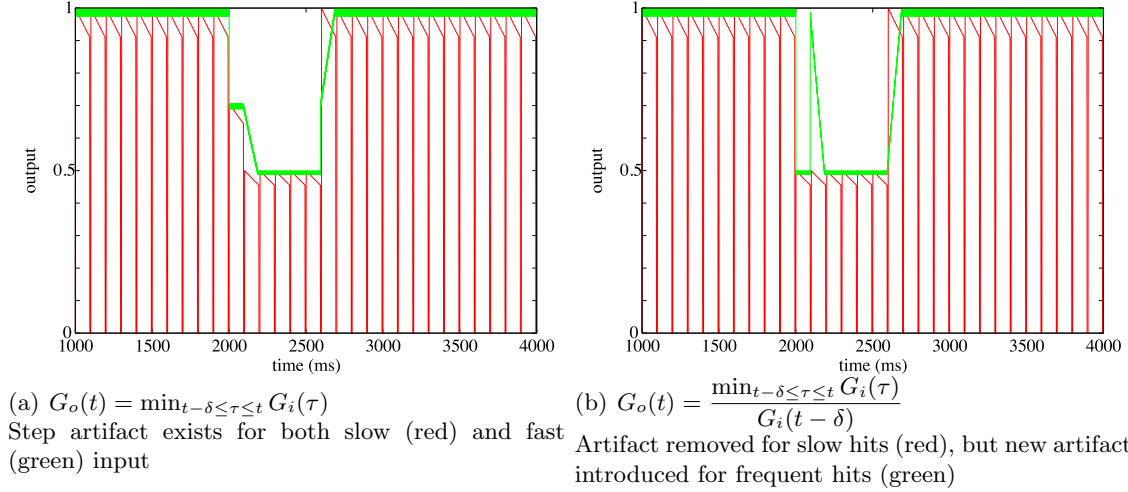 1
0.5
0
output
1000 1500 2000 2500 3000 3500 4000
time (ms)
(a) $G_o(t) = \min_{t-\delta \leq \tau \leq t} G_i(\tau)$
Step artifact exists for both slow (red) and fast
(green) input
1
0.5
0
output
1000 1500 2000 2500 3000 3500 4000
time (ms)
(b) $G_o(t) = \frac{\min_{t-\delta \leq \tau \leq t} G_i(\tau)}{G_i(t-\delta)}$
Artifact removed for slow hits (red), but new artifact
introduced for frequent hits (green)